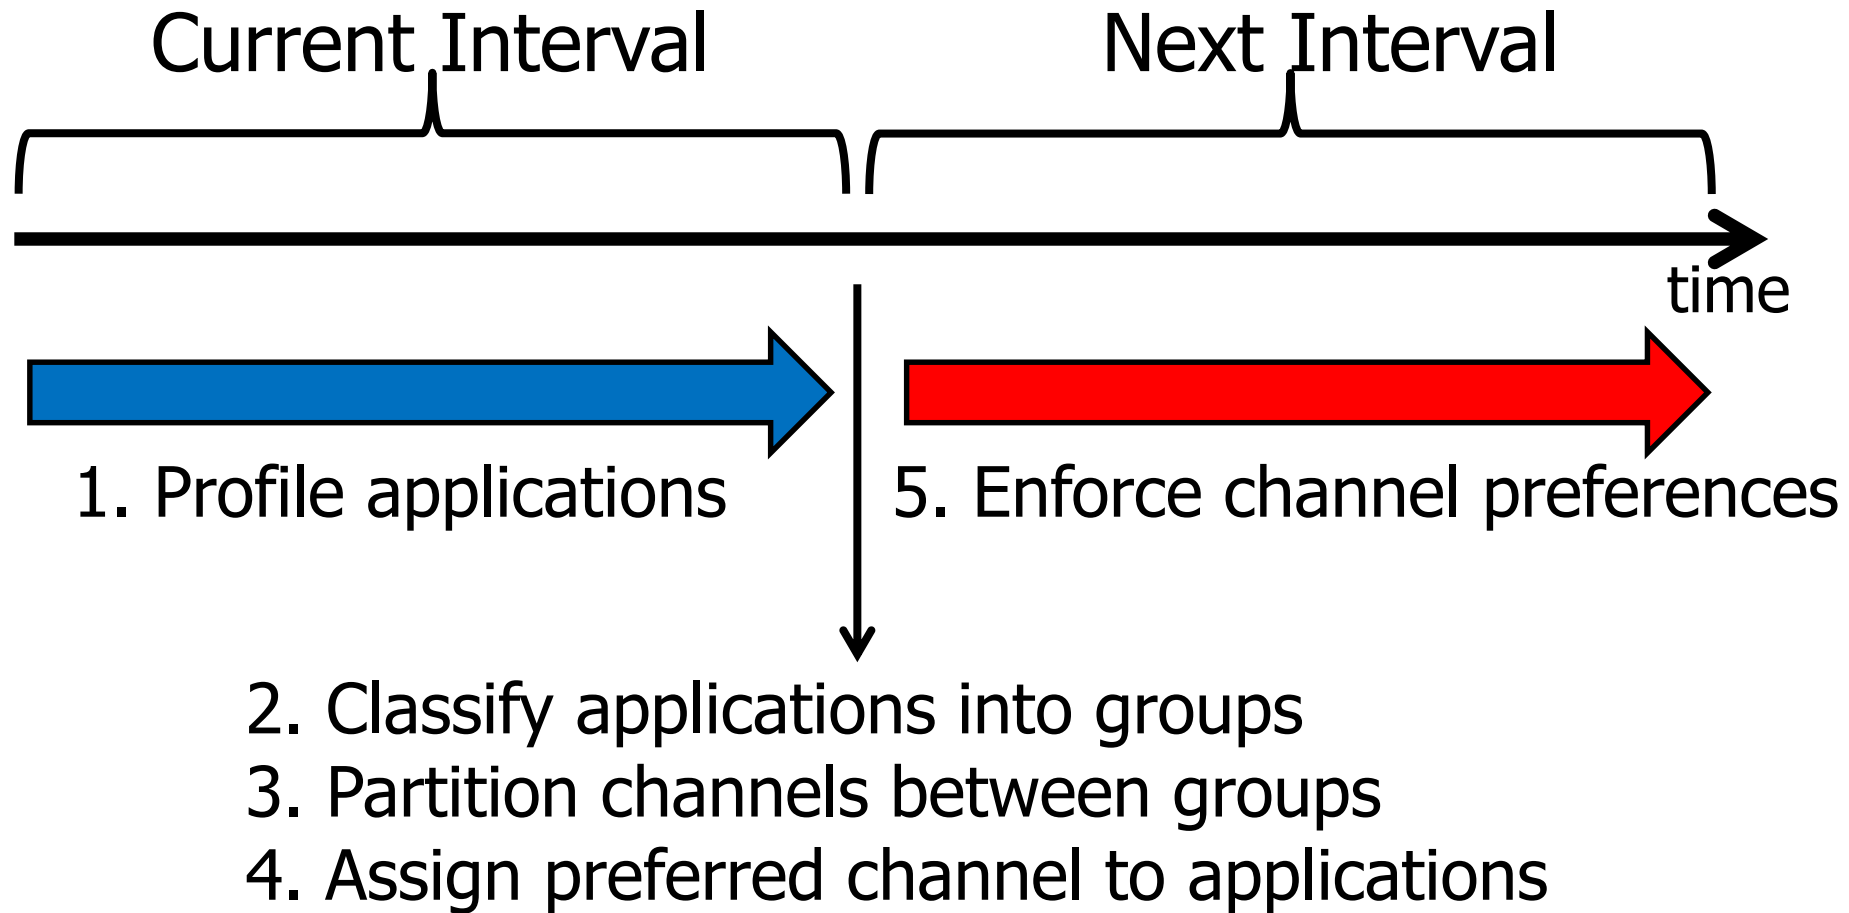 Current Interval
Next Interval
time
1. Profile applications
5. Enforce channel preferences
2. Classify applications into groups
3. Partition channels between groups
4. Assign preferred channel to applications